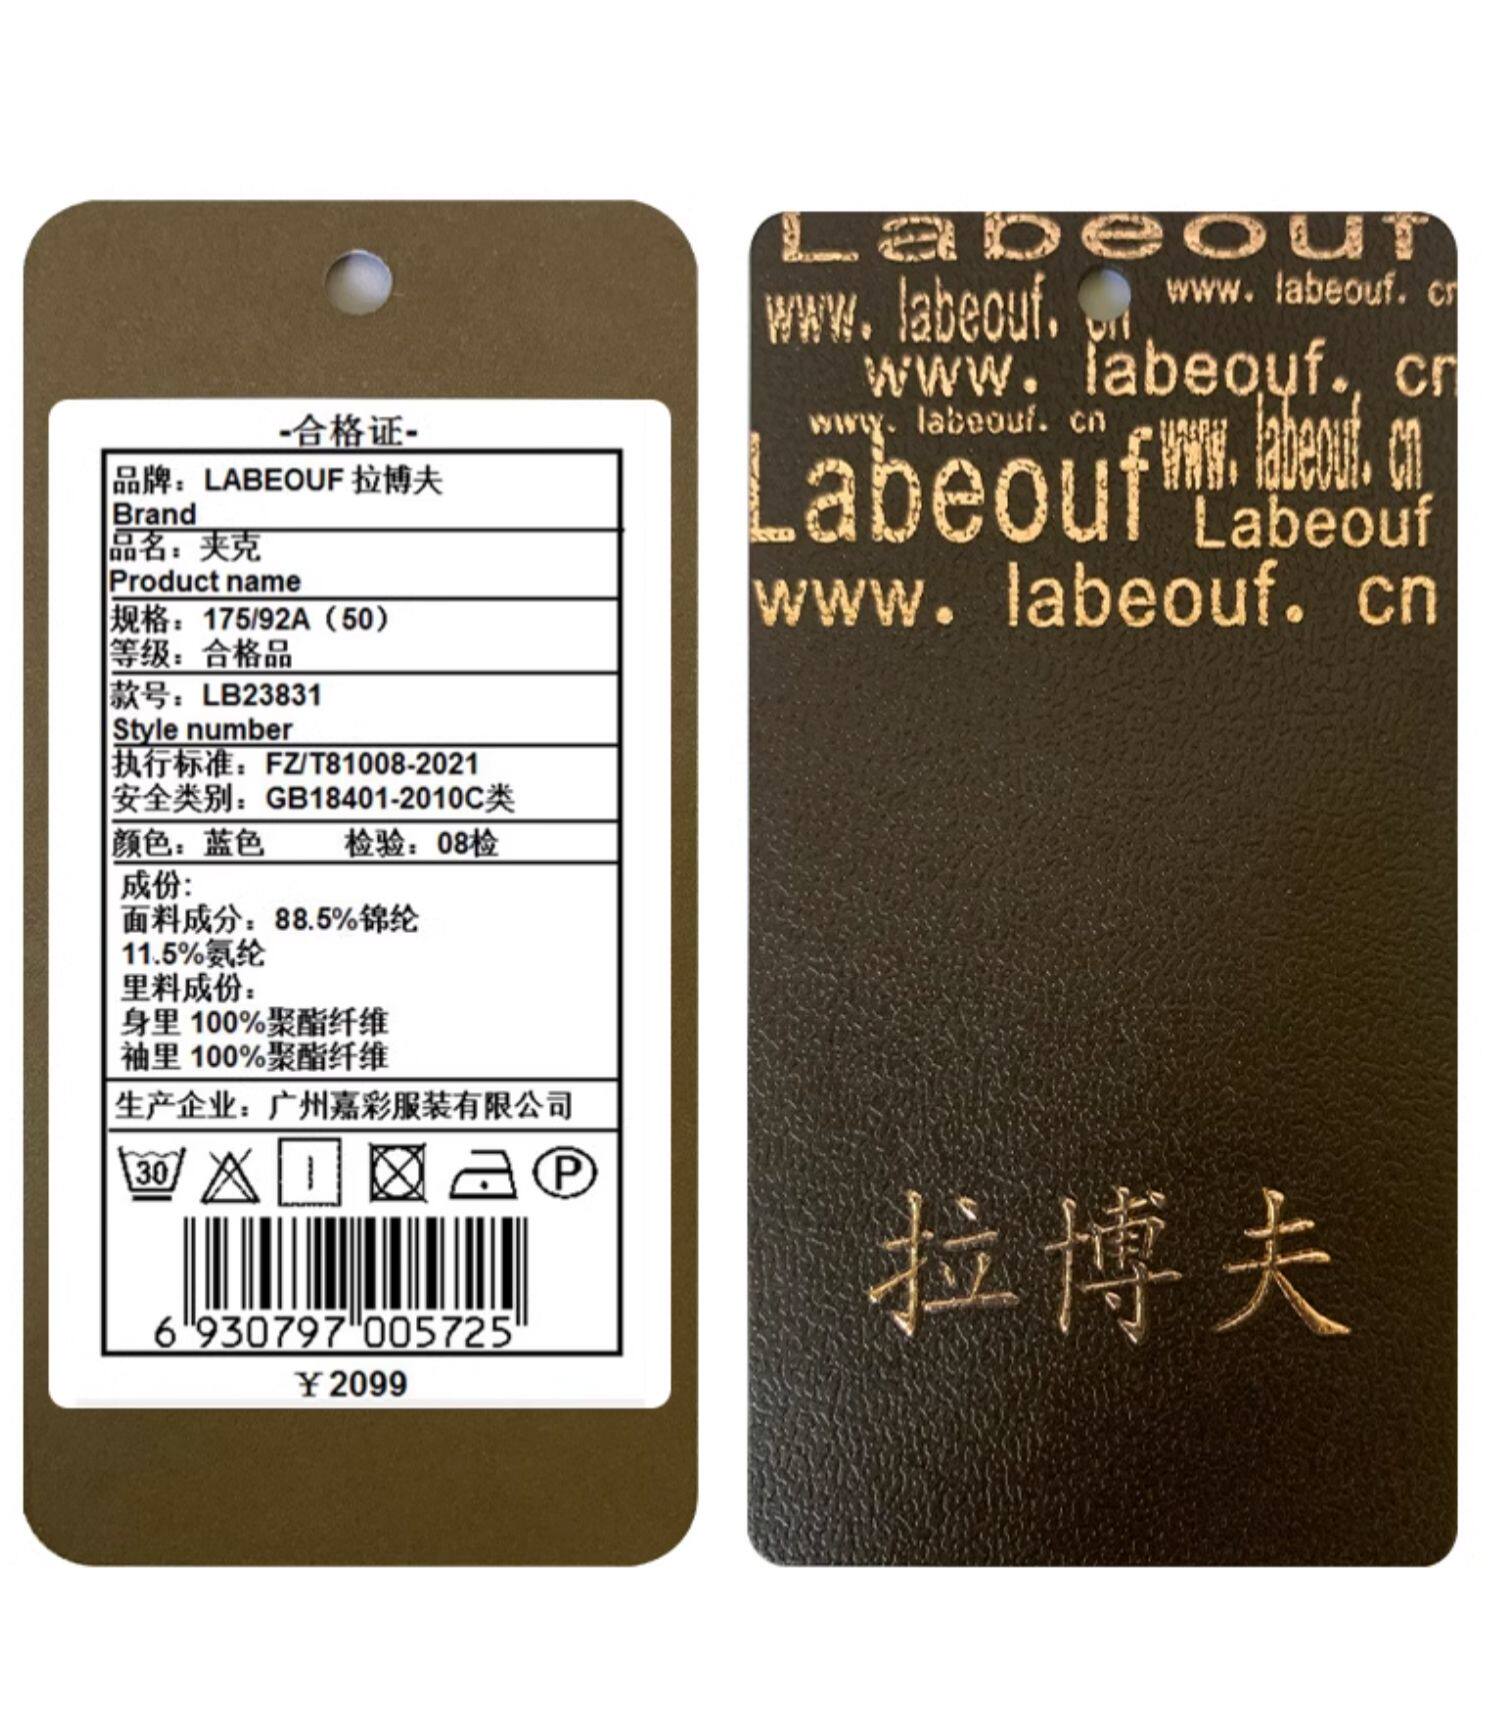 -合格证-
品牌：LABEOUF 拉博夫
Brand
品名：夹克
Product name
规格：175/92A（50）
等级：合格品
款号：LB23831
Style number
执行标准：FZ/T81008-2021
安全类别：GB18401-2010C类
颜色：蓝色 检验：08检
成份:
面料成分：88.5%锦纶
11.5%氨纶
里料成份：
身里 100%聚酯纤维
袖里 100%聚酯纤维
生产企业：广州嘉彩服装有限公司
30
P
6 930797 005725
￥2099
Labeouf
www. labeouf. cn
www. labeouf. cn
www. labeouf. cn
www. labeouf. cn
www. labeouf. cn
Labeouf
Labeouf
www. labeouf. cn
拉博夫